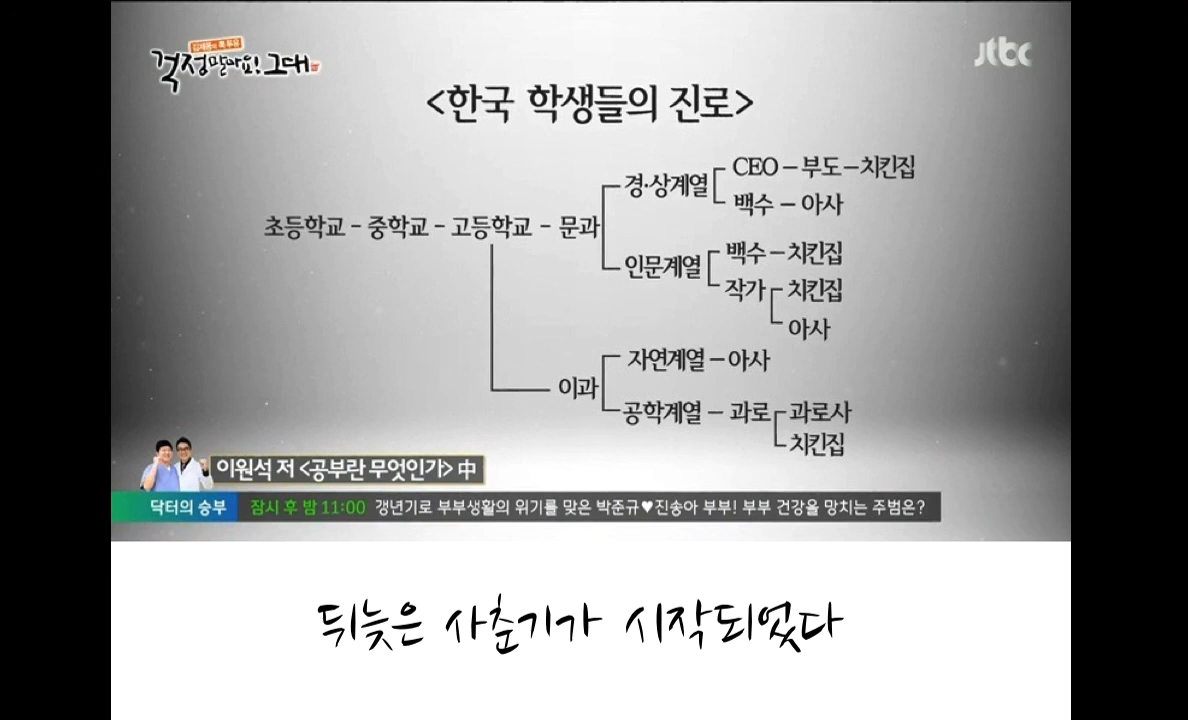 김제동의 톡 투유
걱정말아요! 그대
jtbc
<한국 학생들의 진로>
초등학교 - 중학교 - 고등학교 - 문과
경·상계열
CEO - 부도 - 치킨집
백수 - 아사
인문계열
백수 - 치킨집
작가
치킨집
아사
이과
자연계열 - 아사
공학계열 - 과로
과로사
치킨집
이원석 저 <공부란 무엇인가> 中
닥터의 승부 잠시 후 밤 11:00 갱년기로 부부생활의 위기를 맞은 박준규♥진송아 부부! 부부 건강을 망치는 주범은?
뒤늦은 사춘기가 시작되었다